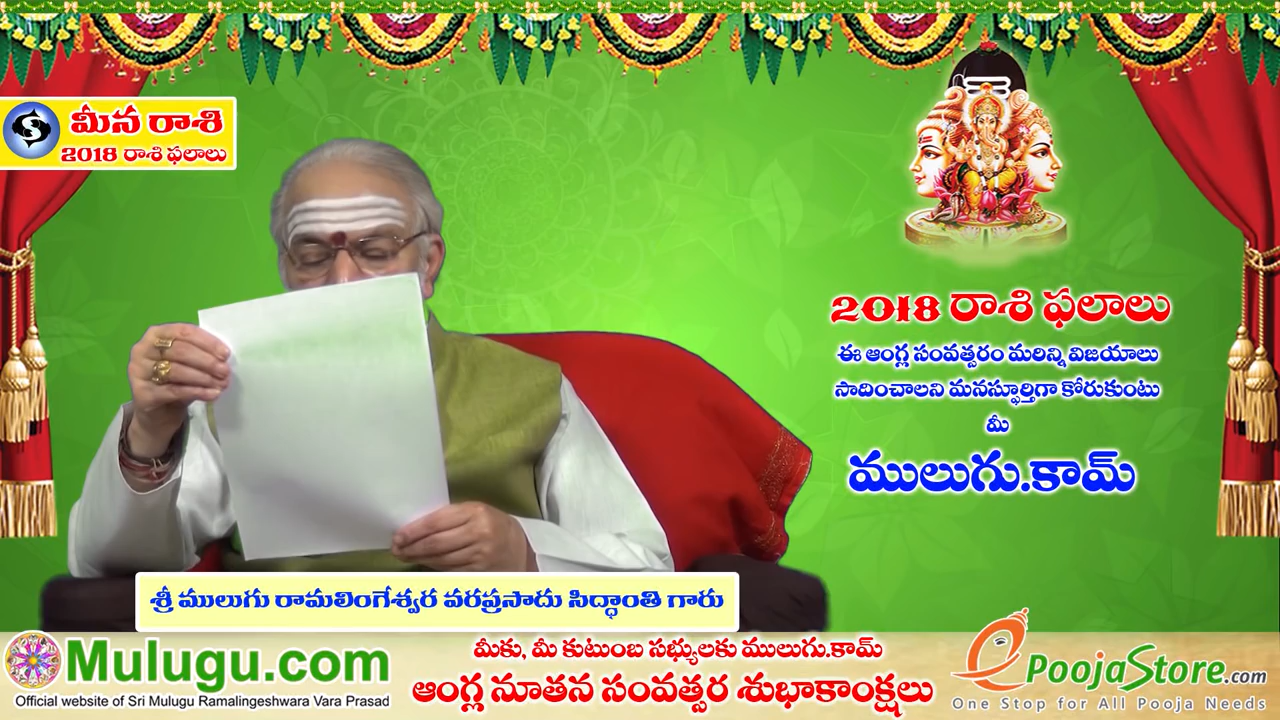 మీన రాశి
2018 రాశి ఫలాలు
2018 రాశి ఫలాలు
ఈ ఆంగ్ల సంవత్సరం మరిన్ని విజయాలు
సాదించాలని మనస్ఫూర్తిగా కోరుకుంటు
మీ
ములుగు.కామ్
శ్రీ ములుగు రామలింగేశ్వర వరప్రసాదు సిద్ధాంతి గారు
Mulugu.com
Official website of Sri Mulugu Ramalingeshwara Vara Prasad
మీకు, మీ కుటుంబ సభ్యులకు ములుగు.కామ్
ఆంగ్ల నూతన సంవత్సర శుభాకాంక్షలు
ePoojaStore.com
One Stop for All Pooja Needs